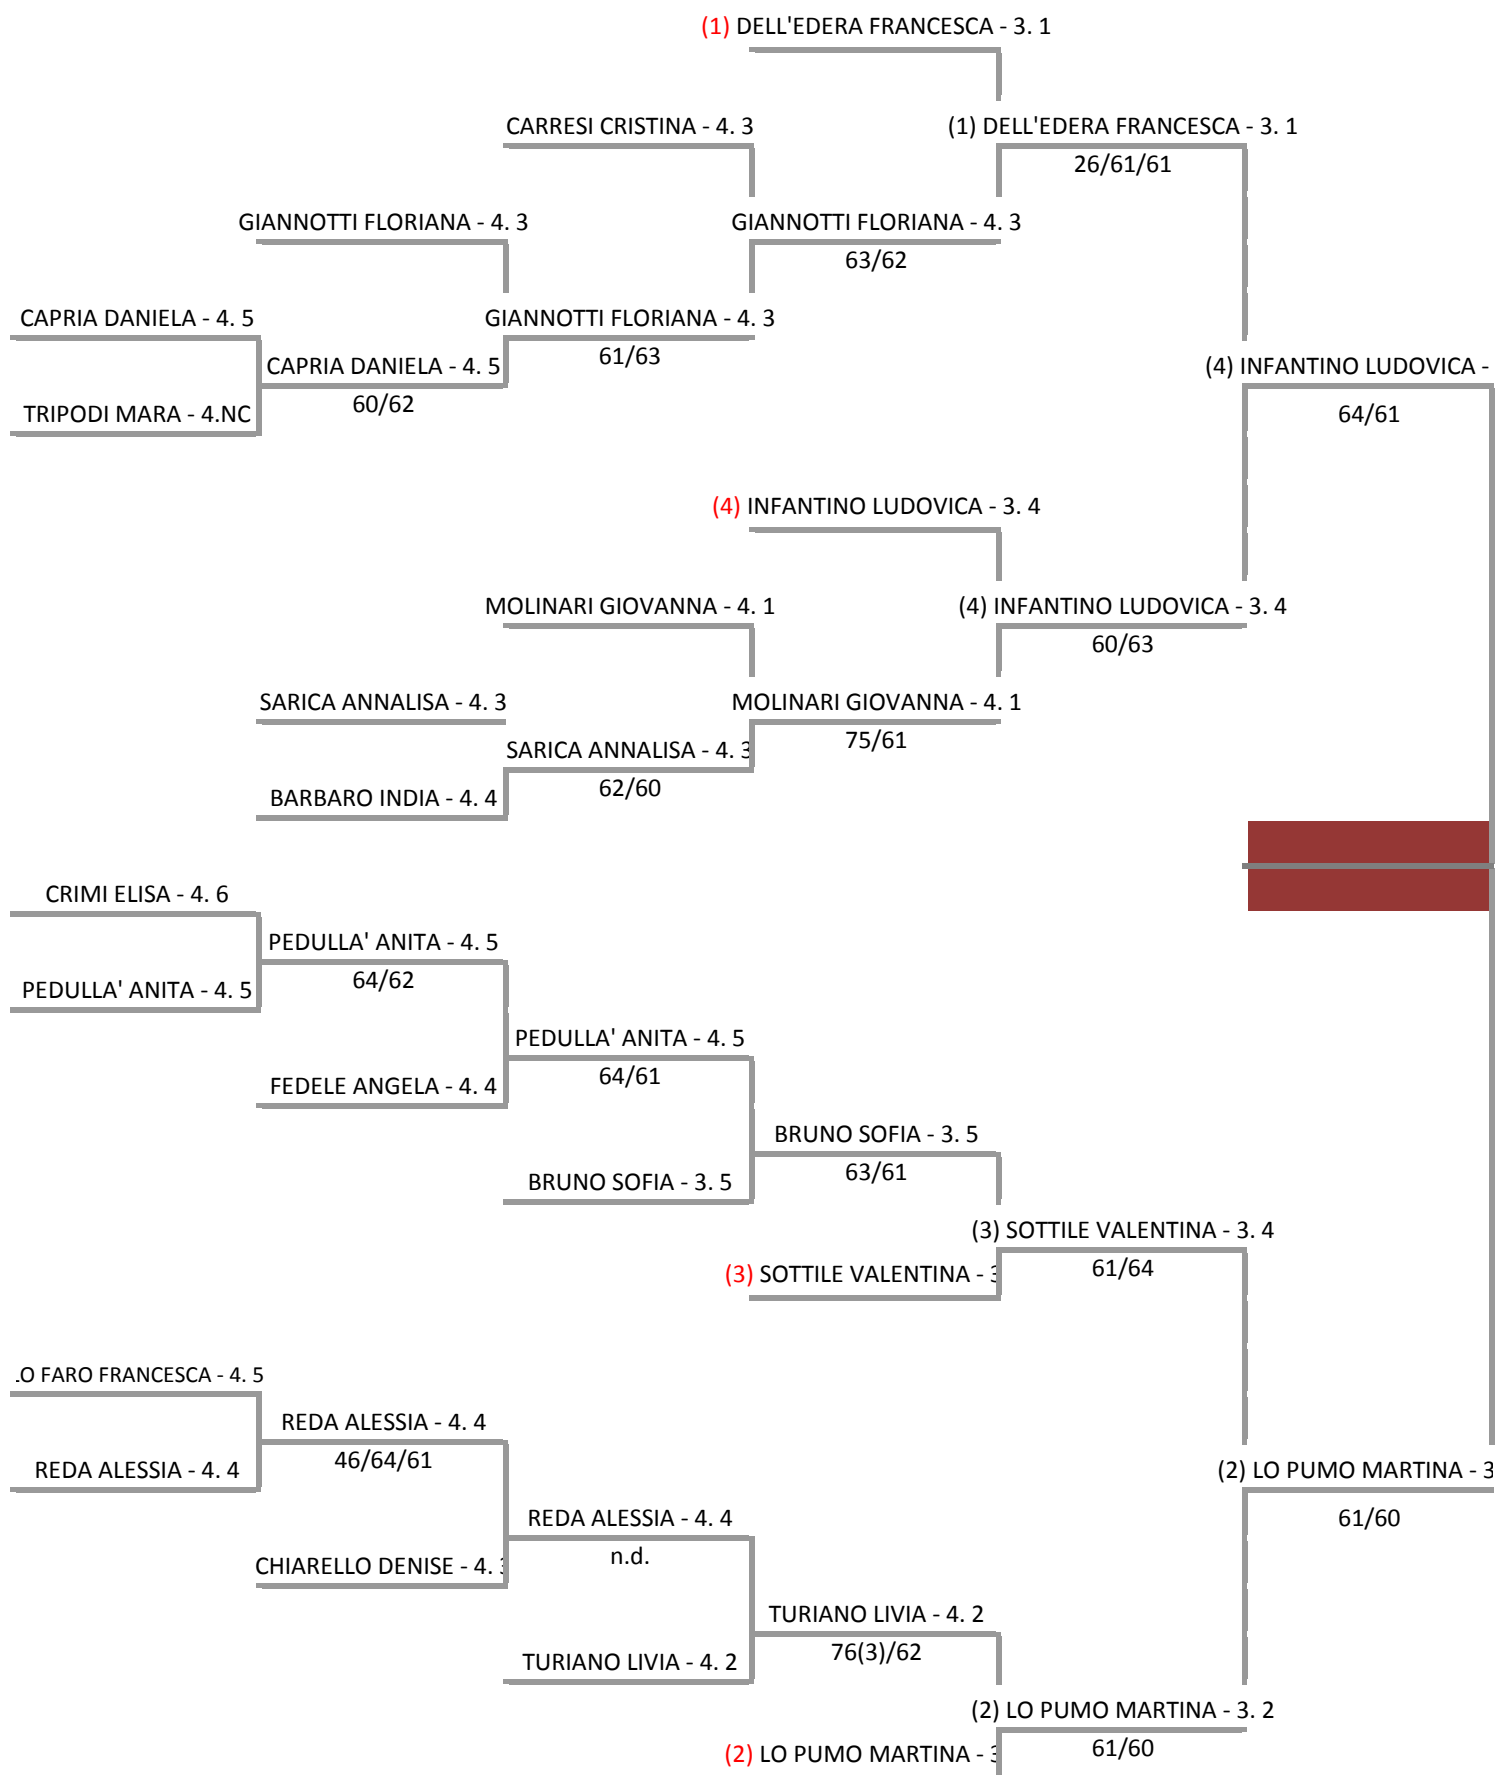 (1) DELL'EDERA FRANCESCA - 3. 1
CARRESI CRISTINA - 4. 3
(1) DELL'EDERA FRANCESCA - 3. 1
26/61/61
GIANNOTTI FLORIANA - 4. 3
GIANNOTTI FLORIANA - 4. 3
63/62
CAPRIA DANIELA - 4. 5
GIANNOTTI FLORIANA - 4. 3
61/63
CAPRIA DANIELA - 4. 5
60/62
(4) INFANTINO LUDOVICA -
64/61
TRIPODI MARA - 4.NC
(4) INFANTINO LUDOVICA - 3. 4
MOLINARI GIOVANNA - 4. 1
(4) INFANTINO LUDOVICA - 3. 4
60/63
SARICA ANNALISA - 4. 3
MOLINARI GIOVANNA - 4. 1
75/61
SARICA ANNALISA - 4. 3
62/60
BARBARO INDIA - 4. 4
CRIMI ELISA - 4. 6
PEDULLA' ANITA - 4. 5
64/62
PEDULLA' ANITA - 4. 5
PEDULLA' ANITA - 4. 5
64/61
FEDELE ANGELA - 4. 4
BRUNO SOFIA - 3. 5
63/61
BRUNO SOFIA - 3. 5
(3) SOTTILE VALENTINA - 3. 4
61/64
(3) SOTTILE VALENTINA - 3
LO FARO FRANCESCA - 4. 5
REDA ALESSIA - 4. 4
46/64/61
REDA ALESSIA - 4. 4
(2) LO PUMO MARTINA - 3
61/60
REDA ALESSIA - 4. 4
n.d.
CHIARELLO DENISE - 4. 3
TURIANO LIVIA - 4. 2
76(3)/62
TURIANO LIVIA - 4. 2
(2) LO PUMO MARTINA - 3. 2
61/60
(2) LO PUMO MARTINA - 3